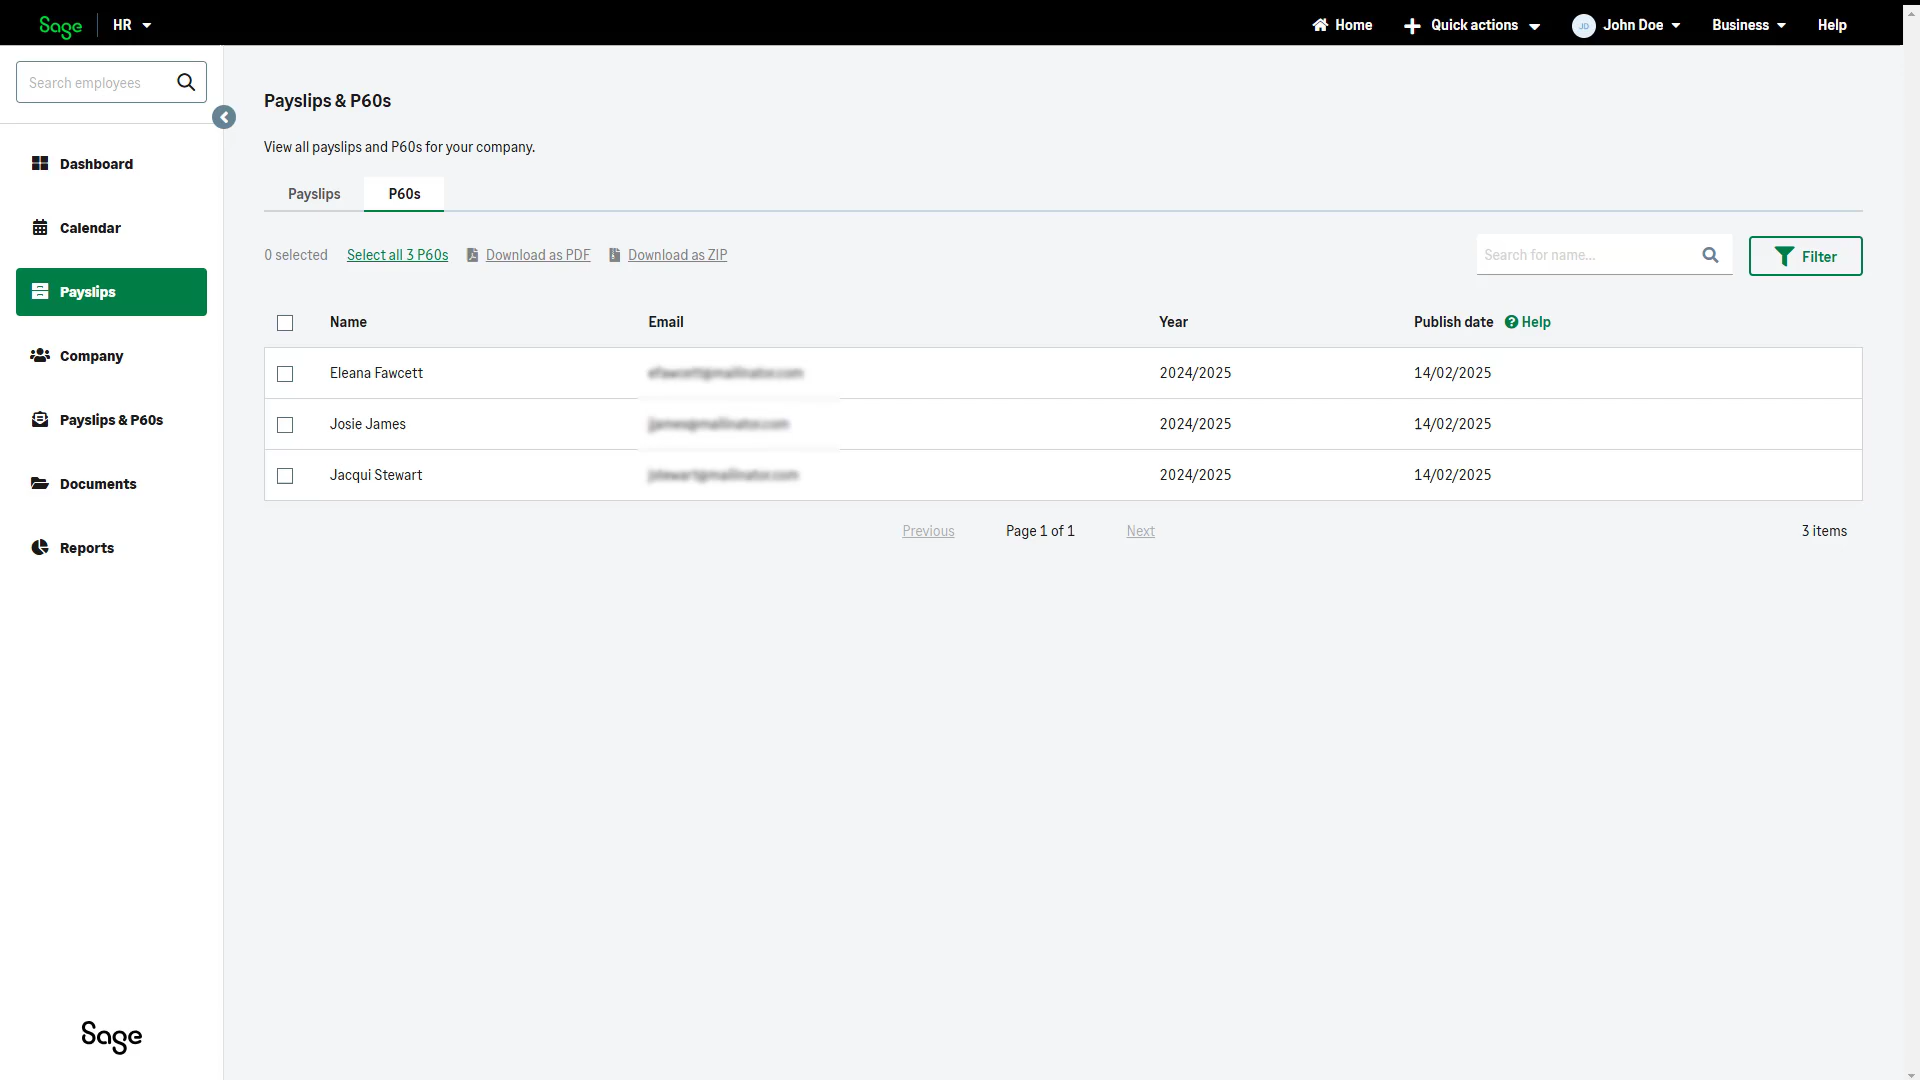 Sage HR Home Quick actions JD John Doe Business Help
Search employees
Payslips & P60s
View all payslips and P60s for your company.
Dashboard
Calendar
Payslips
Company
Payslips & P60s
Documents
Reports
Payslips P60s
0 selected Select all 3 P60s Download as PDF Download as ZIP Search for name... Filter
Name Email Year Publish date Help
Eleana Fawcett 2024/2025 14/02/2025
Josie James 2024/2025 14/02/2025
Jacqui Stewart 2024/2025 14/02/2025
Previous Page 1 of 1 Next 3 items
Sage